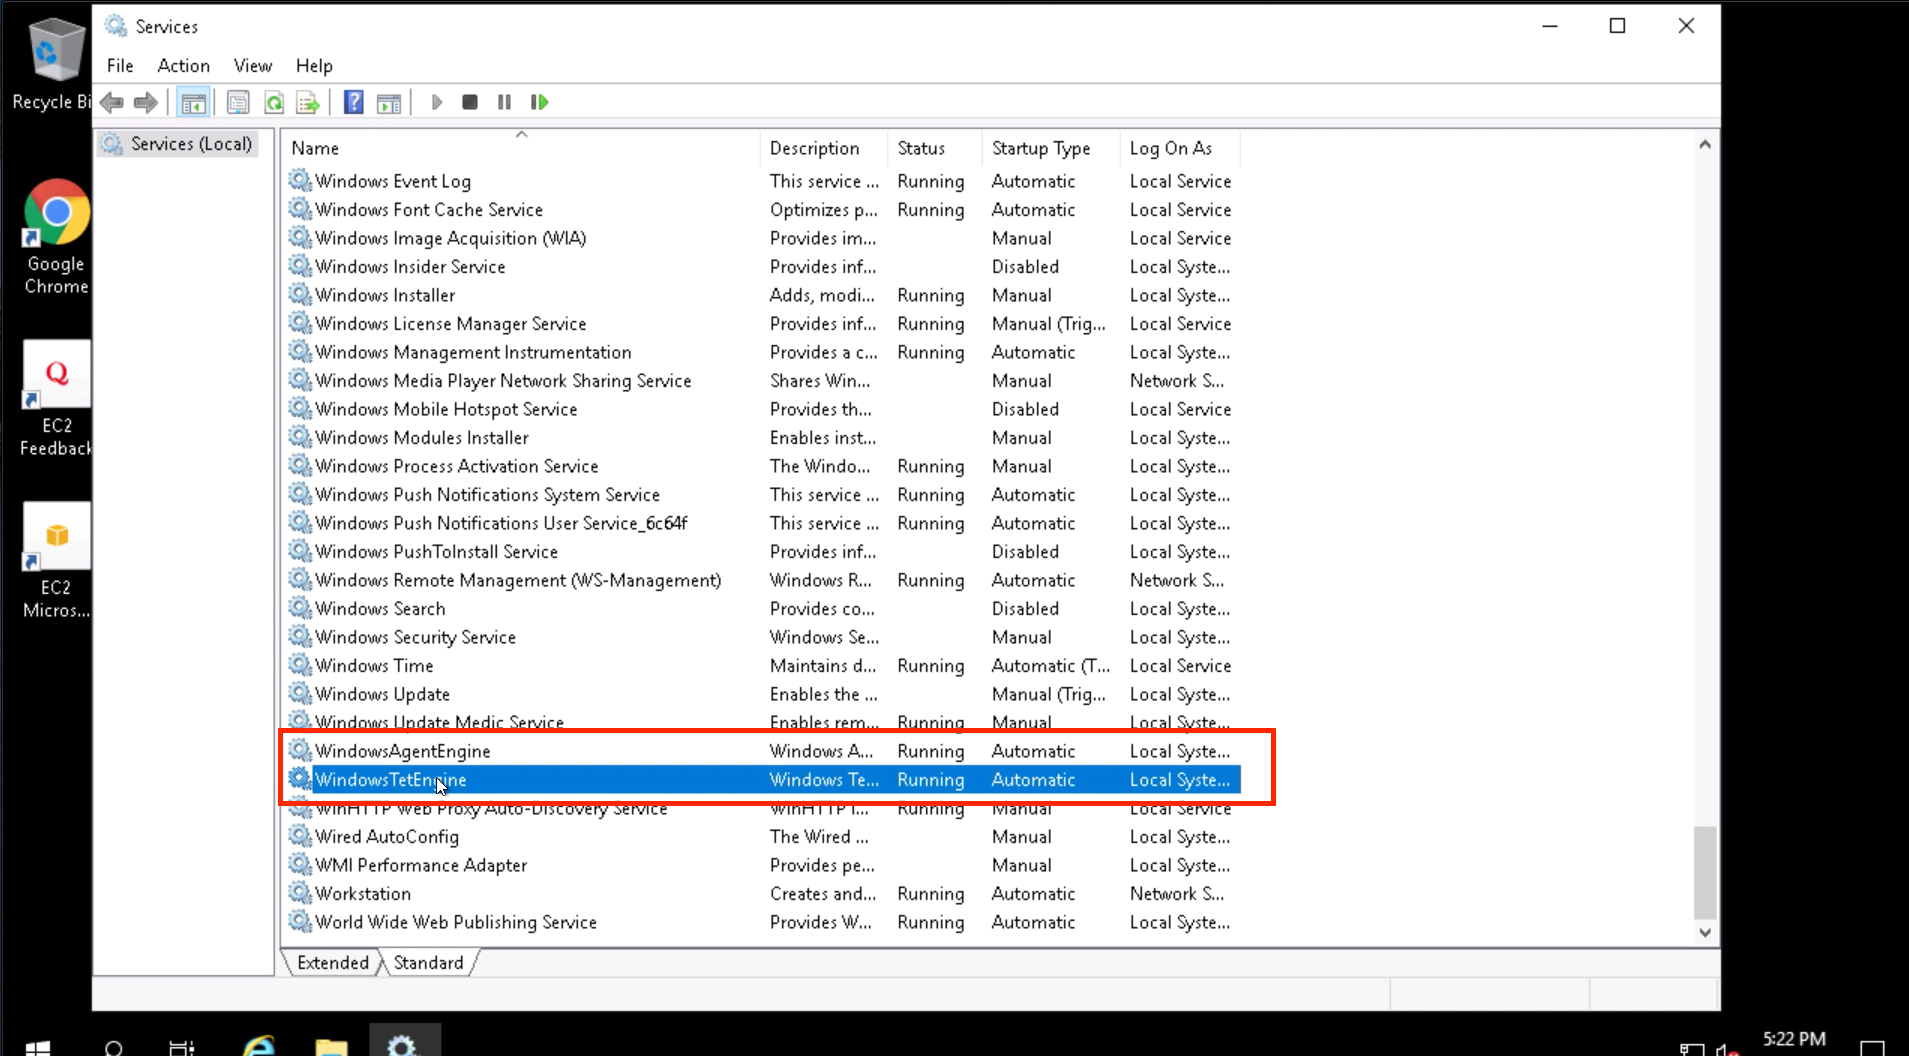 Services
File Action View Help
Recycle Bi
Services (Local)
Name Description Status Startup Type Log On As
Windows Event Log This service ... Running Automatic Local Service
Windows Font Cache Service Optimizes p... Running Automatic Local Service
Windows Image Acquisition (WIA) Provides im... Manual Local Service
Windows Insider Service Provides inf... Disabled Local Syste...
Windows Installer Adds, modi... Running Manual Local Syste...
Windows License Manager Service Provides inf... Running Manual (Trig... Local Service
Windows Management Instrumentation Provides a c... Running Automatic Local Syste...
Windows Media Player Network Sharing Service Shares Win... Manual Network S...
Windows Mobile Hotspot Service Provides th... Disabled Local Service
Windows Modules Installer Enables inst... Manual Local Syste...
Windows Process Activation Service The Windo... Running Manual Local Syste...
Windows Push Notifications System Service This service ... Running Automatic Local Syste...
Windows Push Notifications User Service_6c64f This service ... Running Automatic Local Syste...
Windows PushToInstall Service Provides inf... Disabled Local Syste...
Windows Remote Management (WS-Management) Windows R... Running Automatic Network S...
Windows Search Provides co... Disabled Local Syste...
Windows Security Service Windows Se... Manual Local Syste...
Windows Time Maintains d... Running Automatic (T... Local Service
Windows Update Enables the ... Manual (Trig... Local Syste...
Windows Update Medic Service Enables rem... Running Manual Local Syste...
WindowsAgentEngine Windows A... Running Automatic Local Syste...
WindowsTetEngine Windows Te... Running Automatic Local Syste...
WinHTTP Web Proxy Auto-Discovery Service WinHTTP i... Running Manual Local Service
Wired AutoConfig The Wired ... Manual Local Syste...
WMI Performance Adapter Provides pe... Manual Local Syste...
Workstation Creates and... Running Automatic Network S...
World Wide Web Publishing Service Provides W... Running Automatic Local Syste...
Extended Standard
Google
Chrome
Q
EC2
Feedback
EC2
Micros...
5:22 PM